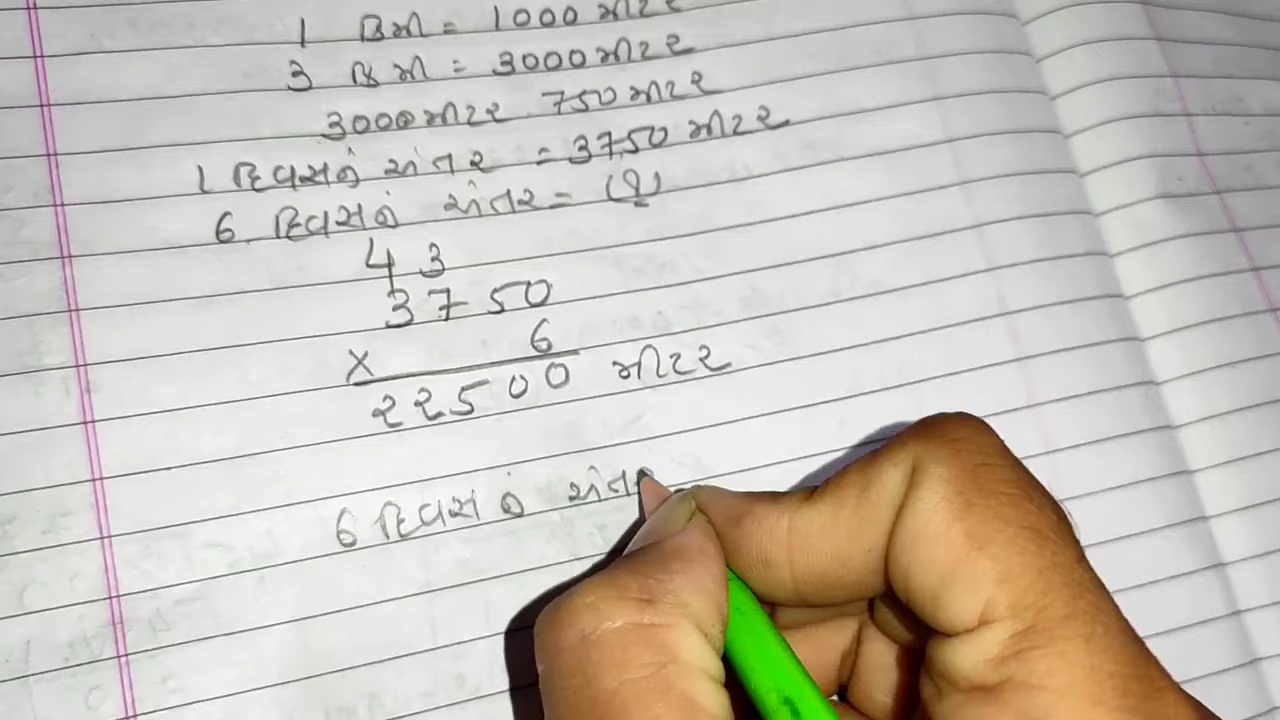 1 કિમી = 1000 મીટર
3 કિમી = 3000 મીટર
3000 મીટર 750 મીટર
1 દિવસનું અંતર = 3750 મીટર
6 દિવસનું અંતર = (?)
4 3
3750
× 6
22500 મીટર
6 દિવસનું અંત